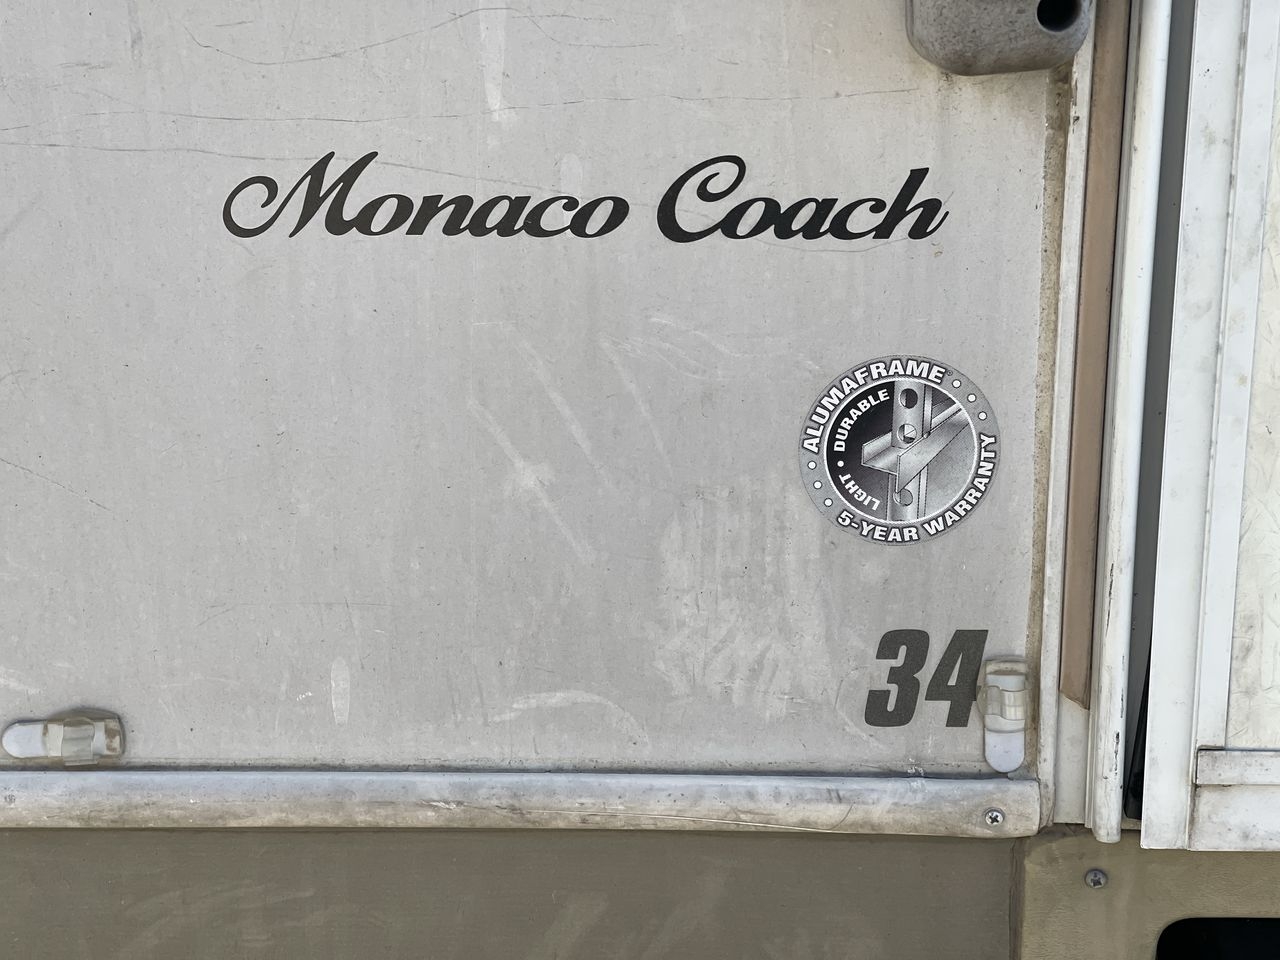 Monaco Coach
ALUMAFRAME®
LIGHT • DURABLE
5-YEAR WARRANTY
34